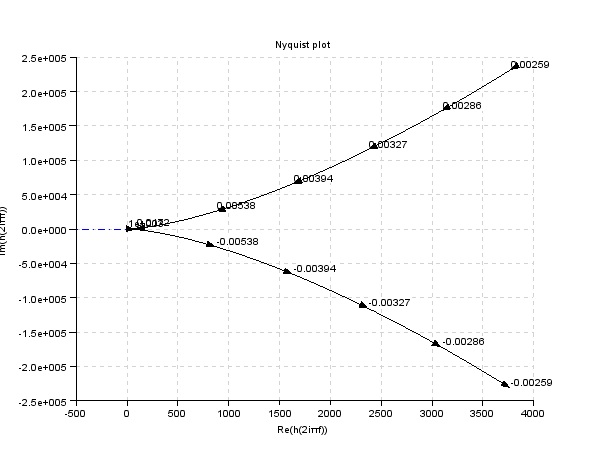 Nyquist plot
2.5e+005
0.00259
2.0e+005
0.00286
1.5e+005
0.00327
1.0e+005
0.00394
5.0e+004
0.00538
0.0e+000
-0.00538
-5.0e+004
-0.00394
-1.0e+005
-0.00327
-1.5e+005
-0.00286
-2.0e+005
-0.00259
-2.5e+005
-500 0 500 1000 1500 2000 2500 3000 3500 4000
Re(h(2iπf))
Im(h(2iπf))